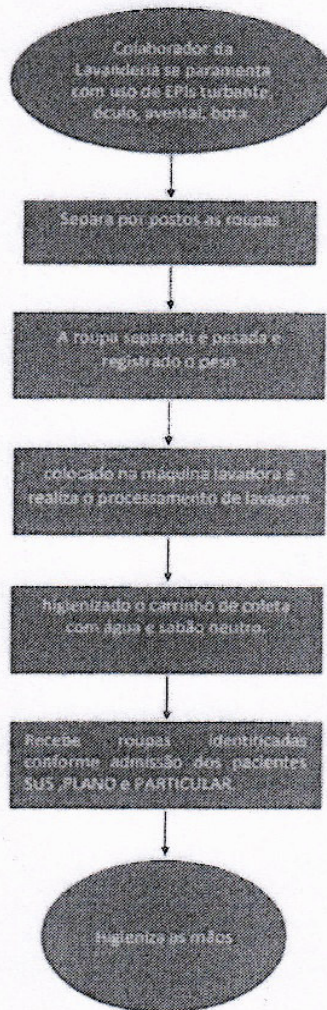 Colaborador da
Lavanderia se paramenta
com uso de EPIs turbante,
óculo, avental, bota
Separa por postos as roupas
A roupa separada é pesada e
registrado o peso
colocado na máquina lavadora e
realiza o processamento de lavagem
higienizado o carrinho de coleta
com água e sabão neutro.
Recebe roupas identificadas
conforme admissão dos pacientes
SUS ,PLANO e PARTICULAR.
Higieniza as mãos